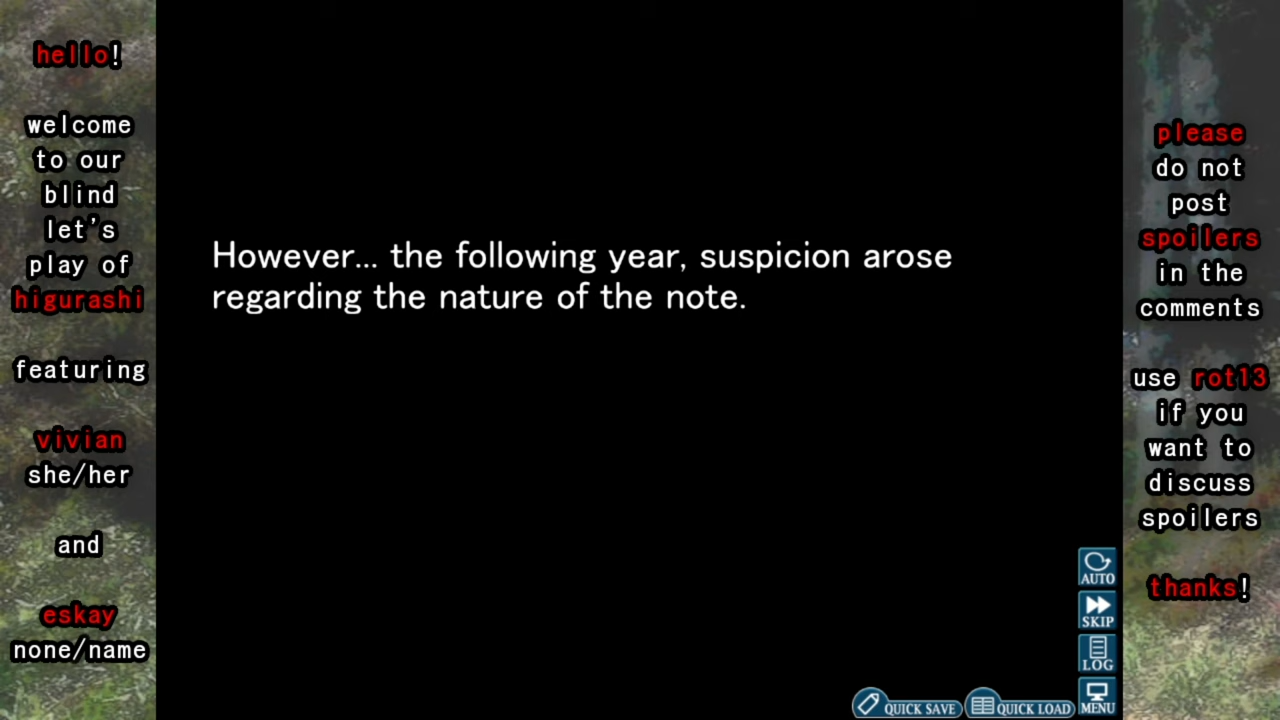 hello!
welcome
to our
blind
let's
play of
higurashi
featuring
vivian
she/her
and
eskay
none/name
However... the following year, suspicion arose
regarding the nature of the note.
please
do not
post
spoilers
in the
comments
use rot13
if you
want to
discuss
spoilers
thanks!
AUTO
SKIP
LOG
MENU
QUICK SAVE
QUICK LOAD